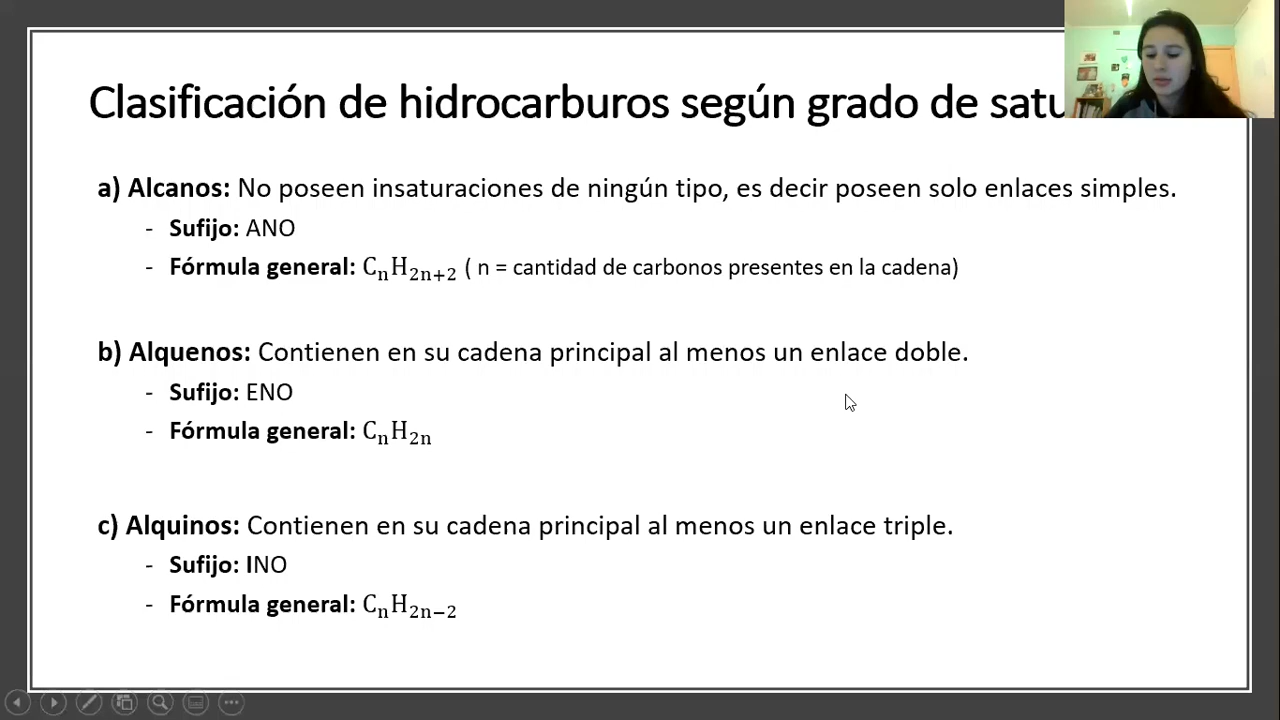 Clasificación de hidrocarburos según grado de
a) Alcanos: No poseen insaturaciones de ningún tipo, es decir poseen solo enlaces simples.
- Sufijo: ANO
- Fórmula general: CₙH₂ₙ₊₂ ( n = cantidad de carbonos presentes en la cadena)
b) Alquenos: Contienen en su cadena principal al menos un enlace doble.
- Sufijo: ENO
- Fórmula general: CₙH₂ₙ
c) Alquinos: Contienen en su cadena principal al menos un enlace triple.
- Sufijo: INO
- Fórmula general: CₙH₂ₙ₋₂